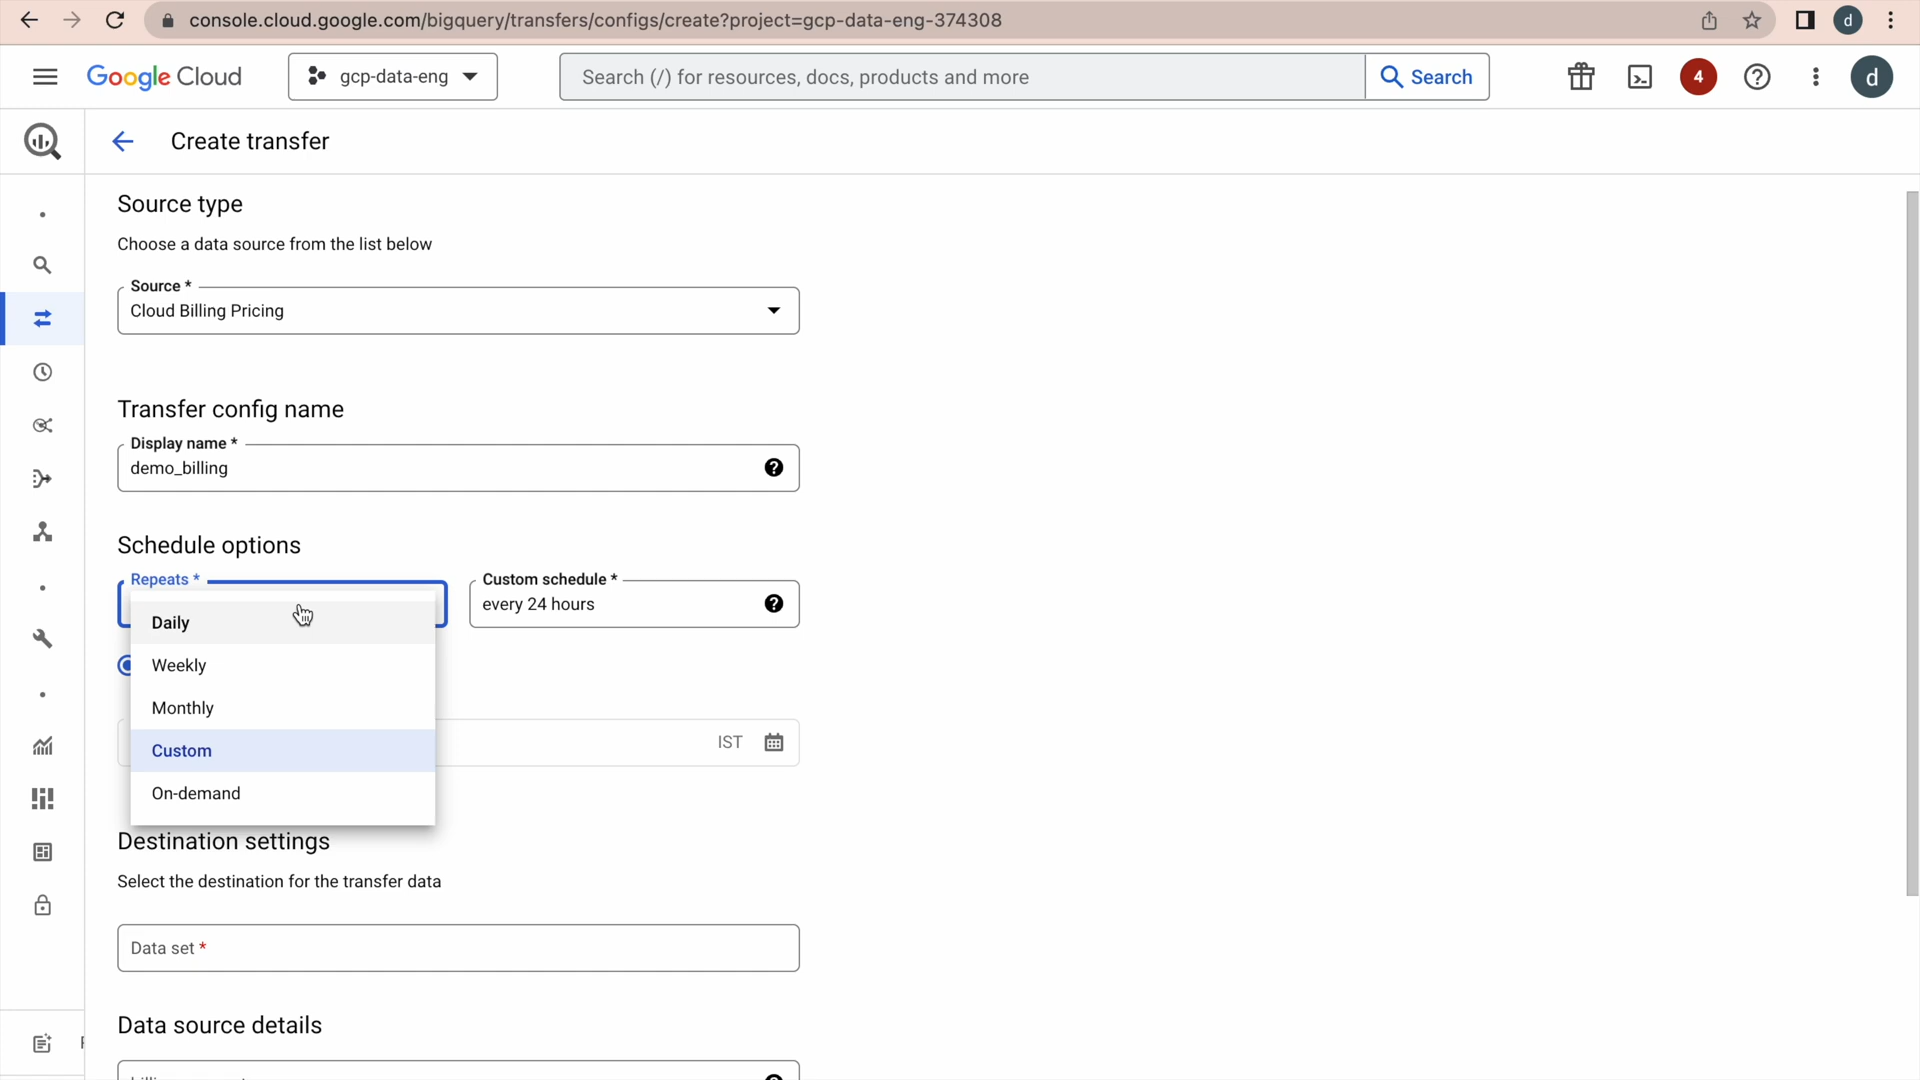 console.cloud.google.com/bigquery/transfers/configs/create?project=gcp-data-eng-374308
d
Google Cloud
gcp-data-eng
Search (/) for resources, docs, products and more
Search
4
d
Create transfer
Source type
Choose a data source from the list below
Source *
Cloud Billing Pricing
Transfer config name
Display name *
demo_billing
Schedule options
Repeats *
Custom schedule *
every 24 hours
Daily
Weekly
Monthly
IST
Custom
On-demand
Destination settings
Select the destination for the transfer data
Data set *
Data source details